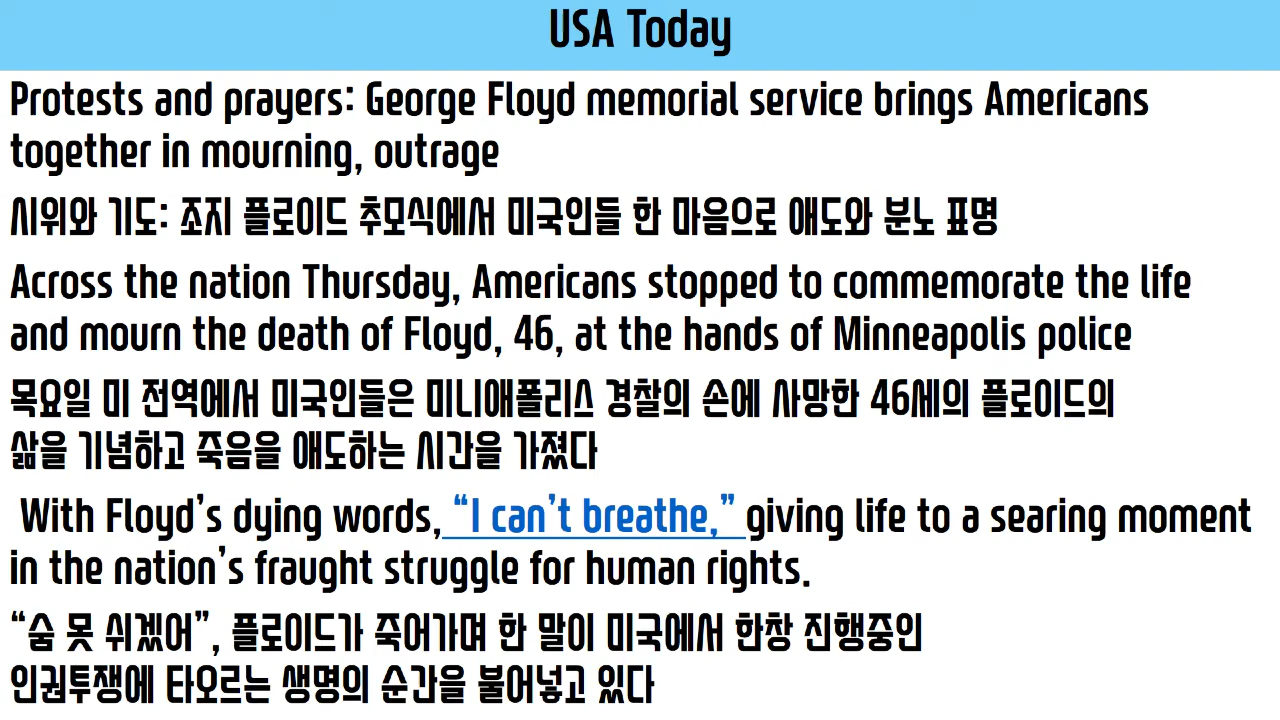 USA Today
Protests and prayers: George Floyd memorial service brings Americans
together in mourning, outrage
시위와 기도: 조지 플로이드 추모식에서 미국인들 한 마음으로 애도와 분노 표명
Across the nation Thursday, Americans stopped to commemorate the life
and mourn the death of Floyd, 46, at the hands of Minneapolis police
목요일 미 전역에서 미국인들은 미니애폴리스 경찰의 손에 사망한 46세의 플로이드의
삶을 기념하고 죽음을 애도하는 시간을 가졌다
With Floyd’s dying words, “I can’t breathe,” giving life to a searing moment
in the nation’s fraught struggle for human rights.
“숨 못 쉬겠어”, 플로이드가 죽어가며 한 말이 미국에서 한창 진행중인
인권투쟁에 타오르는 생명의 순간을 불어넣고 있다